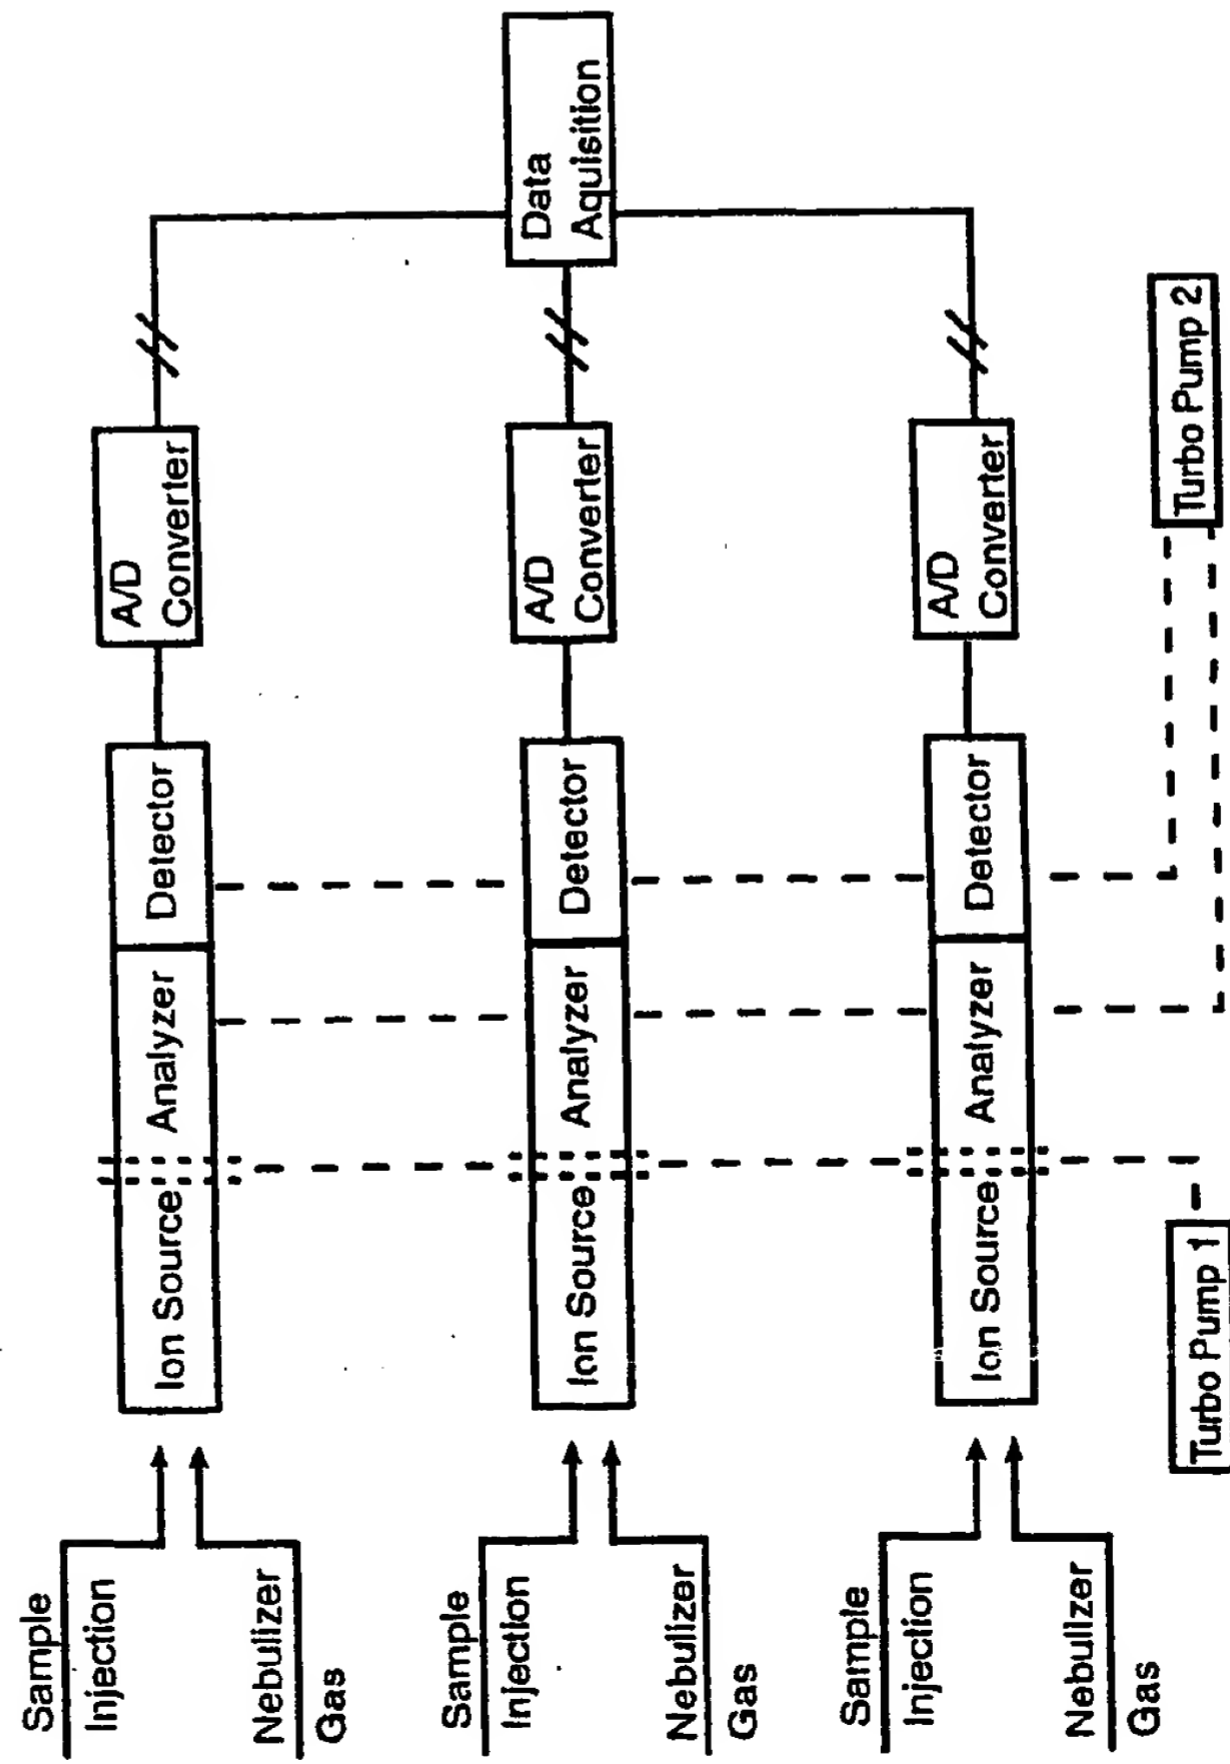 Sample
Injection
Nebulizer
Gas
Ion Source
Analyzer
Detector
A/D
Converter
Sample
Injection
Nebulizer
Gas
Ion Source
Analyzer
Detector
A/D
Converter
Data
Aquisition
Sample
Injection
Nebulizer
Gas
Ion Source
Analyzer
Detector
A/D
Converter
Turbo Pump 1
Turbo Pump 2